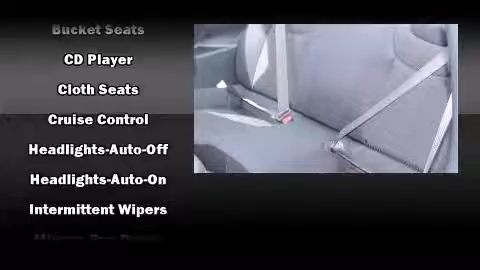 Bucket Seats
CD Player
Cloth Seats
Cruise Control
Headlights-Auto-Off
Headlights-Auto-On
Intermittent Wipers